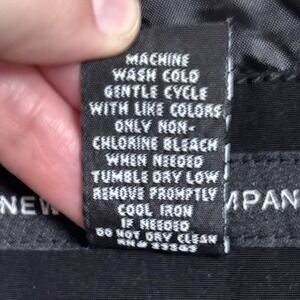 MACHINE
WASH COLD
GENTLE CYCLE
WITH LIKE COLORS
ONLY NON-
CHLORINE BLEACH
WHEN NEEDED
TUMBLE DRY LOW
REMOVE PROMPTLY
COOL IRON
IF NEEDED
DO NOT DRY CLEAN
NEW
MPAN